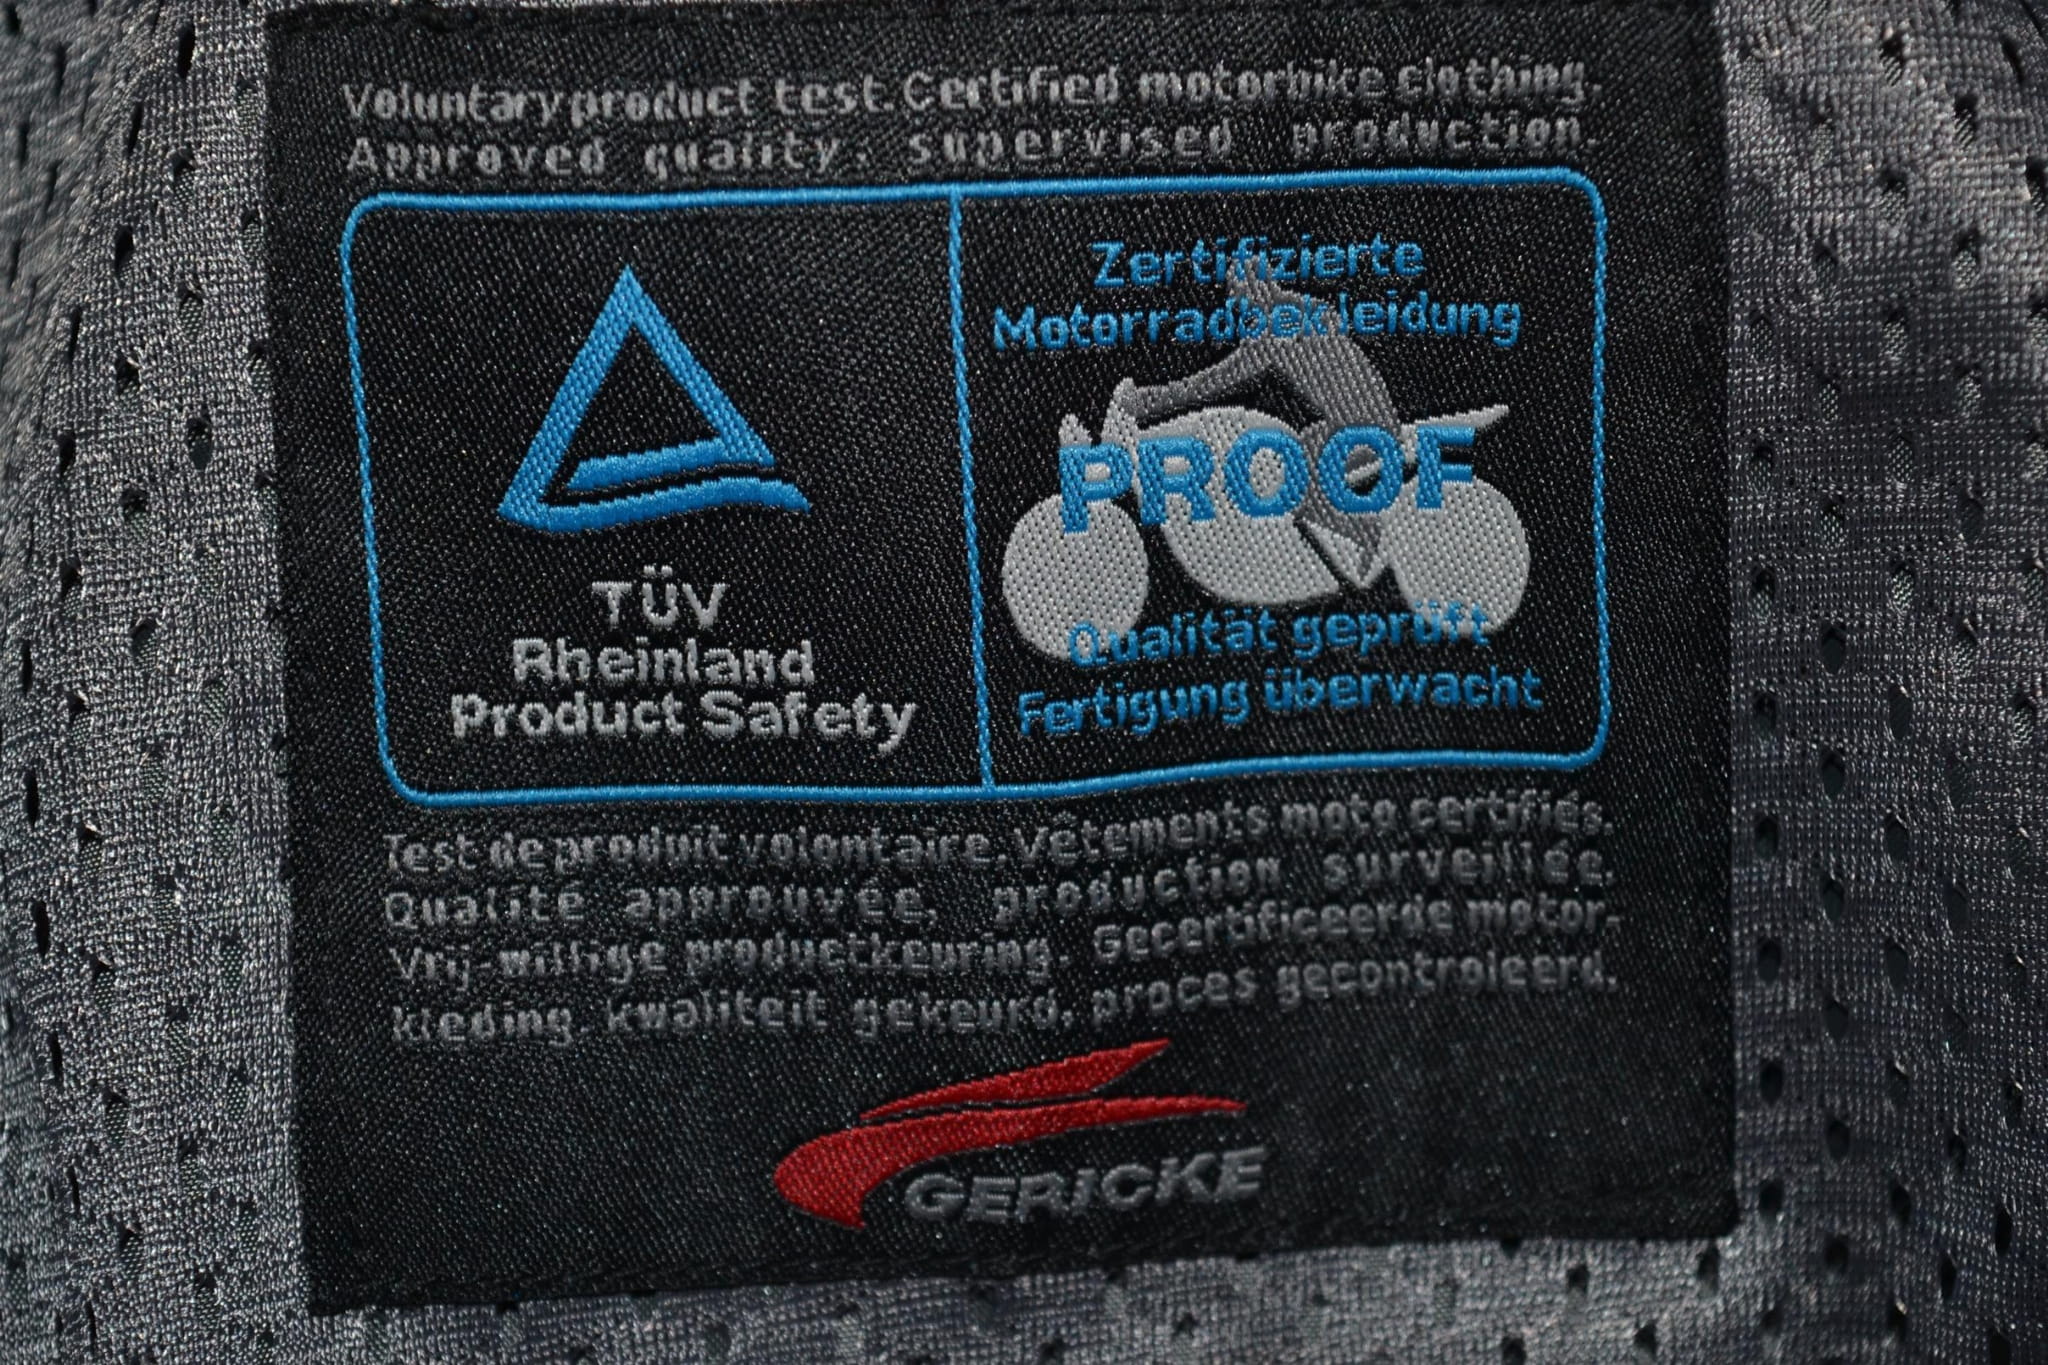 Voluntary product test. Certified motorbike clothing.
Approved quality, supervised production.
TÜV
Rheinland
Product Safety
Zertifizierte
Motorradbekleidung
PROOF
Qualität geprüft
Fertigung überwacht
Test de produit volontaire. Vêtements moto certifiés.
Qualité approuvée, production surveillée.
Vrij-willige productkeuring. Gecertificeerde motor-
kleding, kwaliteit gekeurd, proces gecontroleerd.
GERICKE